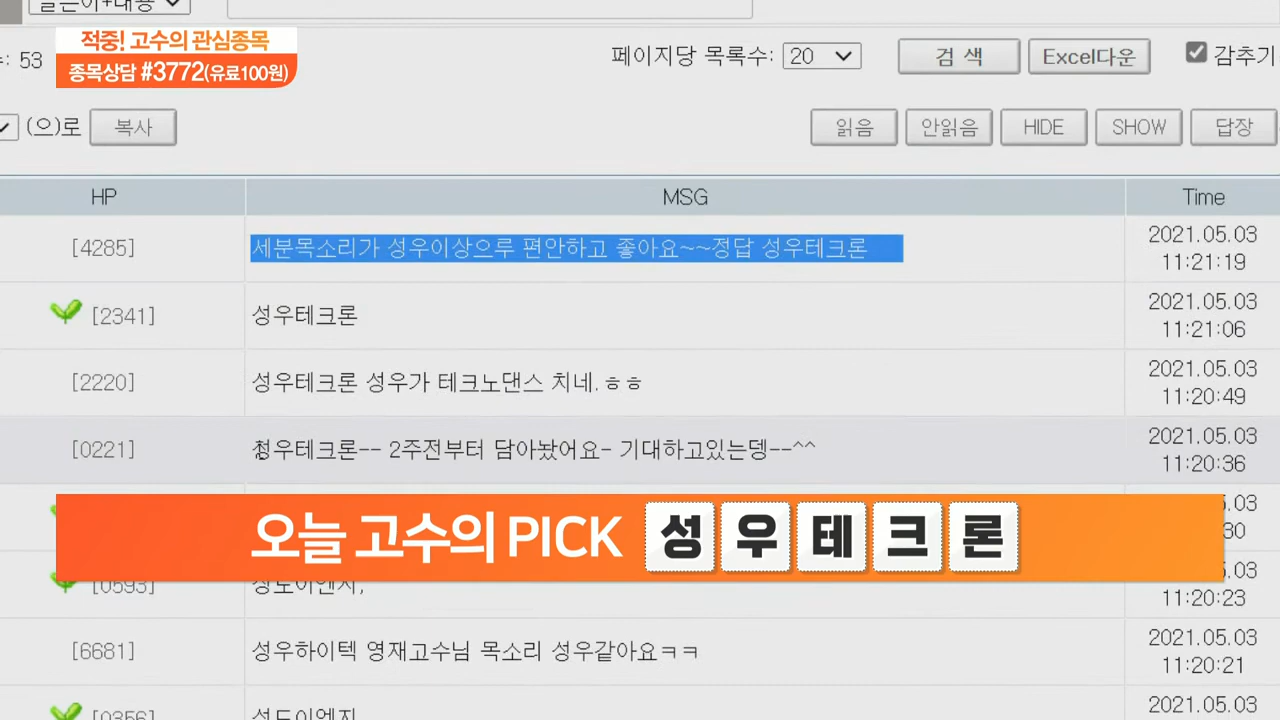 글쓴이+내용
적중! 고수의 관심종목
종목상담 #3772(유료100원)
: 53
페이지당 목록수: 20 검 색 Excel다운 감추기
(으)로 복사 읽음 안읽음 HIDE SHOW 답장
HP MSG Time
[4285] 세분목소리가 성우이상으루 편안하고 좋아요~~정답 성우테크론 2021.05.03 11:21:19
[2341] 성우테크론 2021.05.03 11:21:06
[2220] 성우테크론 성우가 테크노댄스 치네.ㅎㅎ 2021.05.03 11:20:49
[0221] 성우테크론-- 2주전부터 담아놨어요- 기대하고있는뎅--^^ 2021.05.03 11:20:36
오늘 고수의 PICK 성우테크론
[0593] 11:20:23
[6681] 성우하이텍 영재고수님 목소리 성우같아요ㅋㅋ 2021.05.03 11:20:21
[0356] 2021.05.03